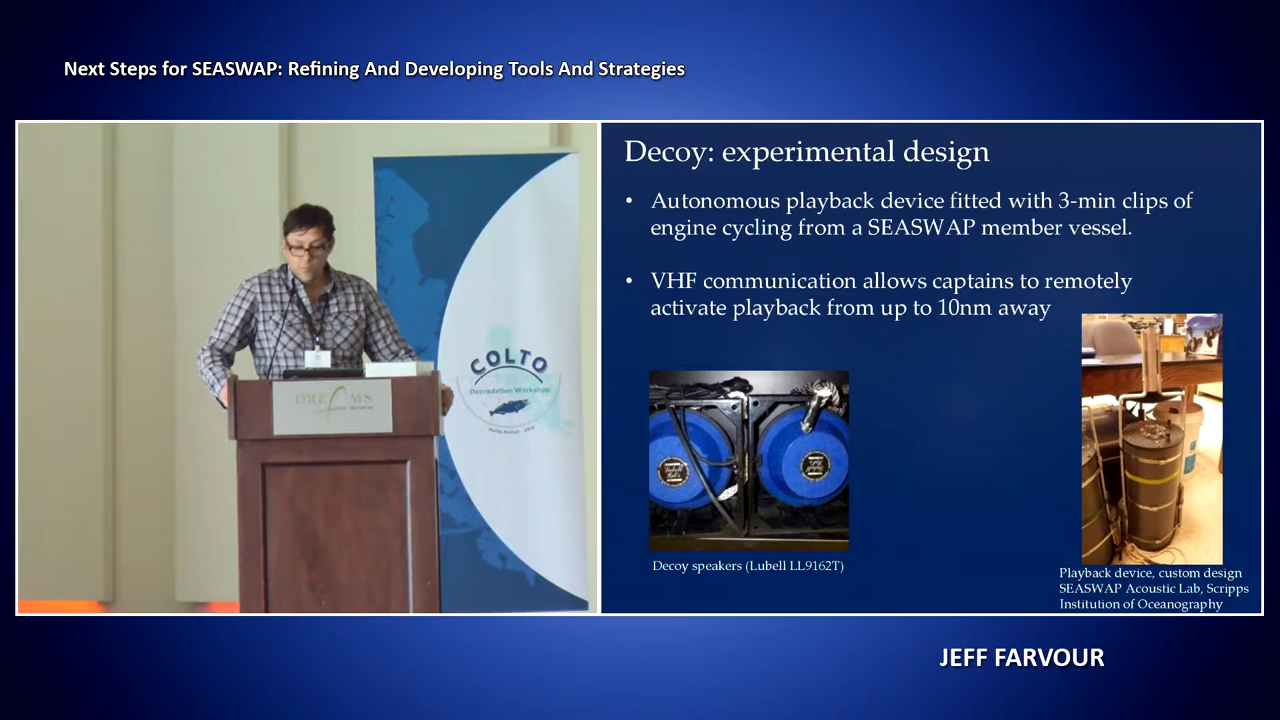 Next Steps for SEASWAP: Refining And Developing Tools And Strategies
DREAMS
COLTO
Depredation Workshop
Decoy: experimental design
• Autonomous playback device fitted with 3-min clips of
engine cycling from a SEASWAP member vessel.
• VHF communication allows captains to remotely
activate playback from up to 10nm away
Decoy speakers (Lubell LL9162T)
Playback device, custom design
SEASWAP Acoustic Lab, Scripps
Institution of Oceanography
JEFF FARVOUR